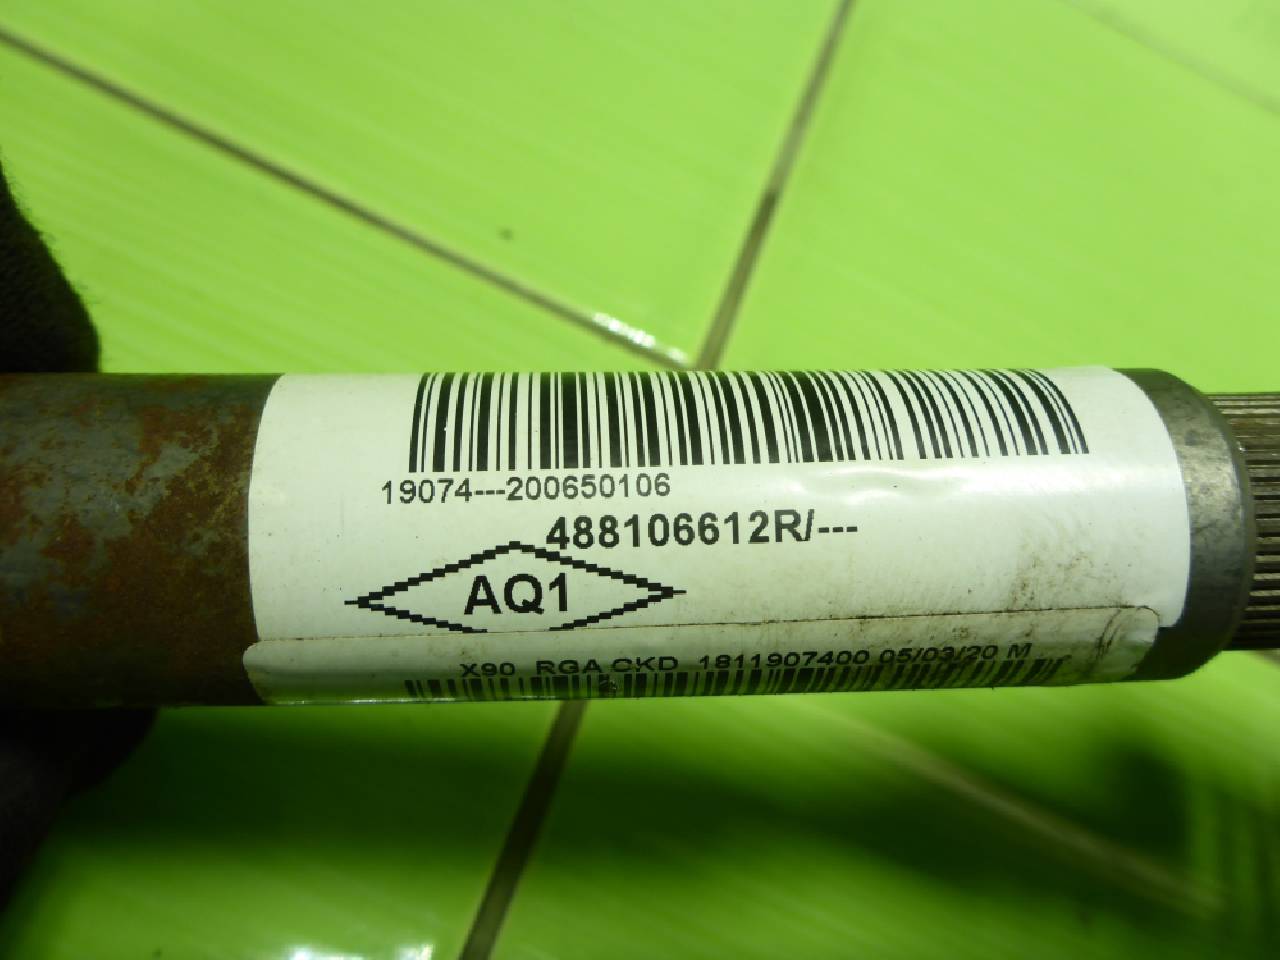 19074---200650106
488106612R/---
AQ1
X90 RGA CKD 1811907400 05/03/20 M